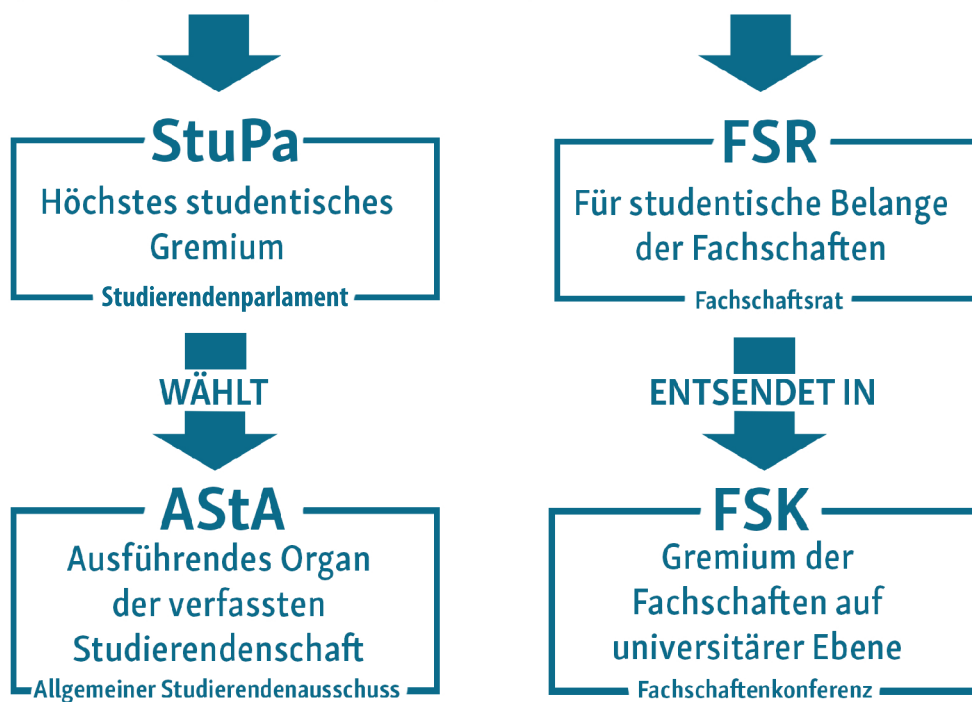 StuPa
Höchstes studentisches
Gremium
Studierendenparlament
WÄHLT
AStA
Ausführendes Organ
der verfassten
Studierendenschaft
Allgemeiner Studierendenausschuss
FSR
Für studentische Belange
der Fachschaften
Fachschaftsrat
ENTSENDET IN
FSK
Gremium der
Fachschaften auf
universitärer Ebene
Fachschaftenkonferenz